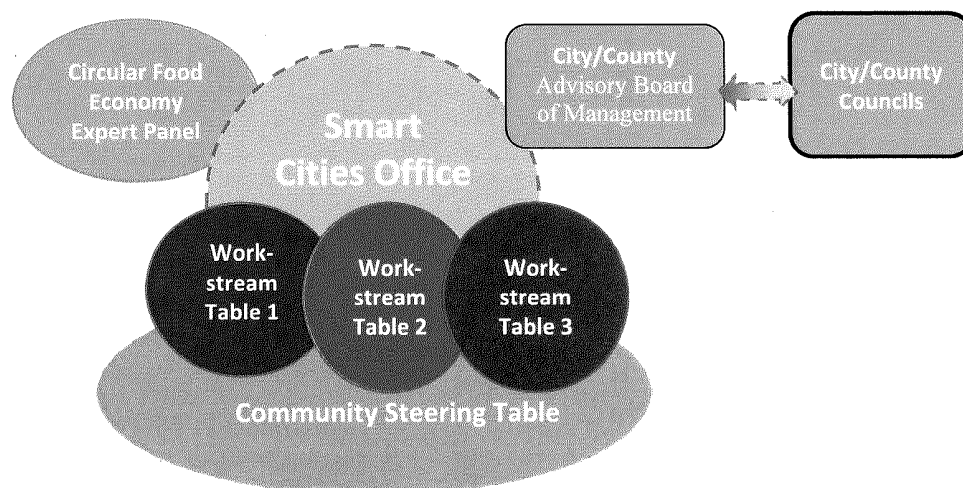 Circular Food
Economy
Expert Panel
Smart
Cities Office
City/County
Advisory Board
of Management
City/County
Councils
Work-
stream
Table 1
Work-
stream
Table 2
Work-
stream
Table 3
Community Steering Table